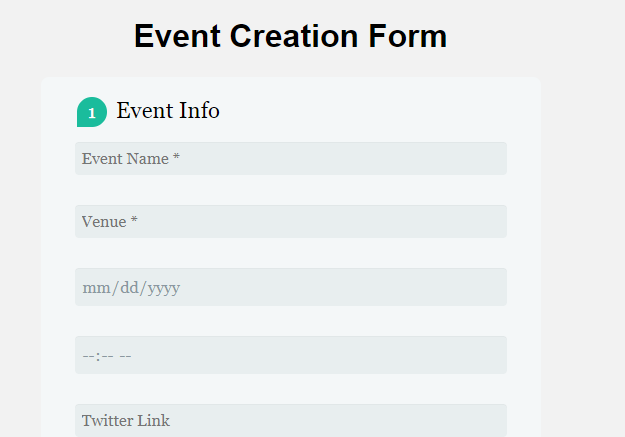 Event Creation Form
1 Event Info
Event Name *
Venue *
mm/dd/yyyy
--:-- --
Twitter Link